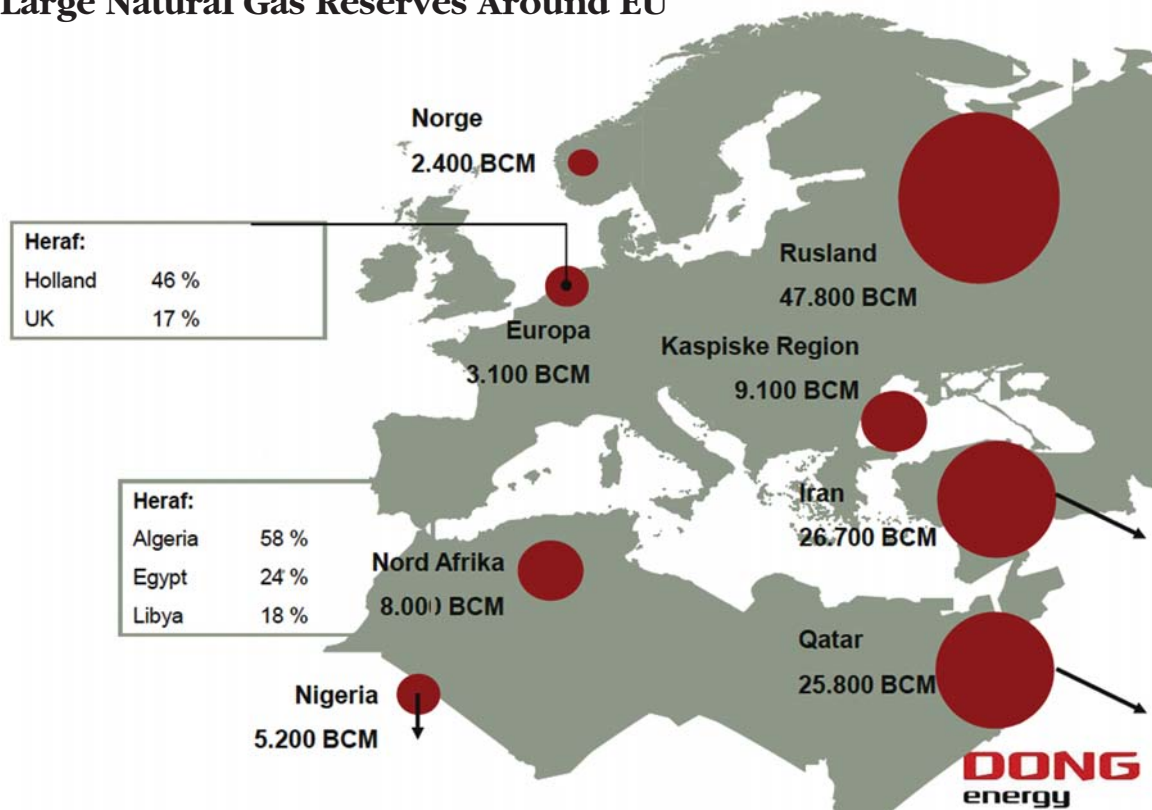 Large Natural Gas Reserves Around EU
Norge
2.400 BCM
Heraf:
Holland 46 %
UK 17 %
Rusland
47.800 BCM
Europa
3.100 BCM
Kaspiske Region
9.100 BCM
Heraf:
Algeria 58 %
Egypt 24 %
Libya 18 %
Iran
26.700 BCM
Nord Afrika
8.000 BCM
Qatar
25.800 BCM
Nigeria
5.200 BCM
DONG
energy